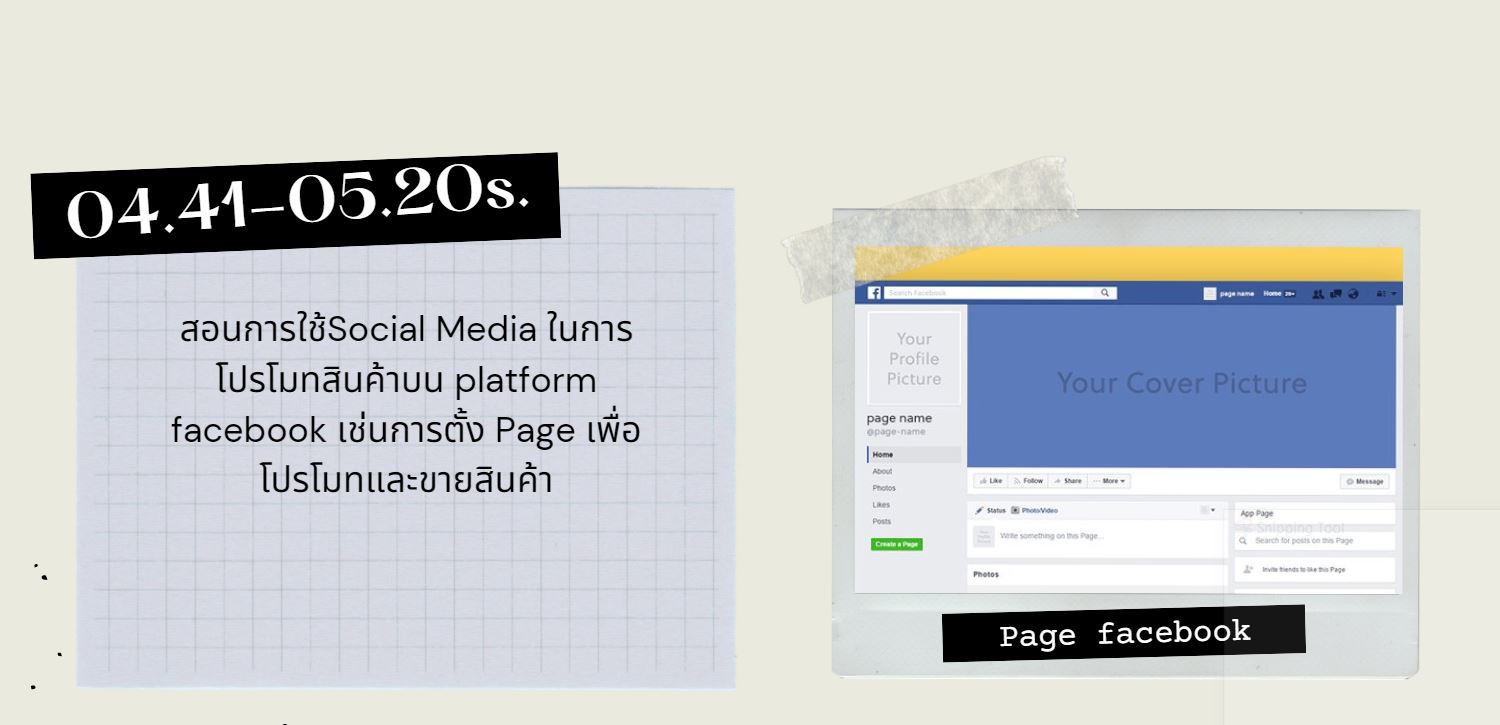 04.41-05.20s.
สอนการใช้Social Media ในการ
โปรโมทสินค้าบน platform
facebook เช่นการตั้ง Page เพื่อ
โปรโมทและขายสินค้า
Search Facebook
page name Home 20+
Your
Profile
Picture
Your Cover Picture
page name
@page-name
Home
About
Photos
Likes
Posts
Create a Page
Like Follow Share ··· More
Message
Status Photo/Video
Write something on this Page...
Photos
App Page
Snipping Tool
Search for posts on this Page
Invite friends to like this Page
Page facebook